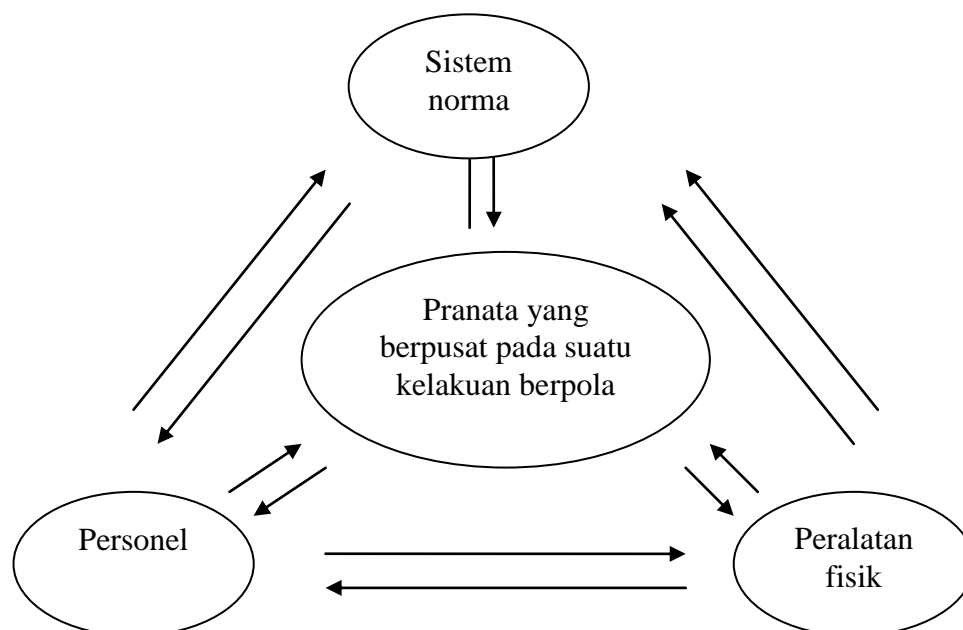 Sistem
norma
Pranata yang
berpusat pada suatu
kelakuan berpola
Personel
Peralatan
fisik